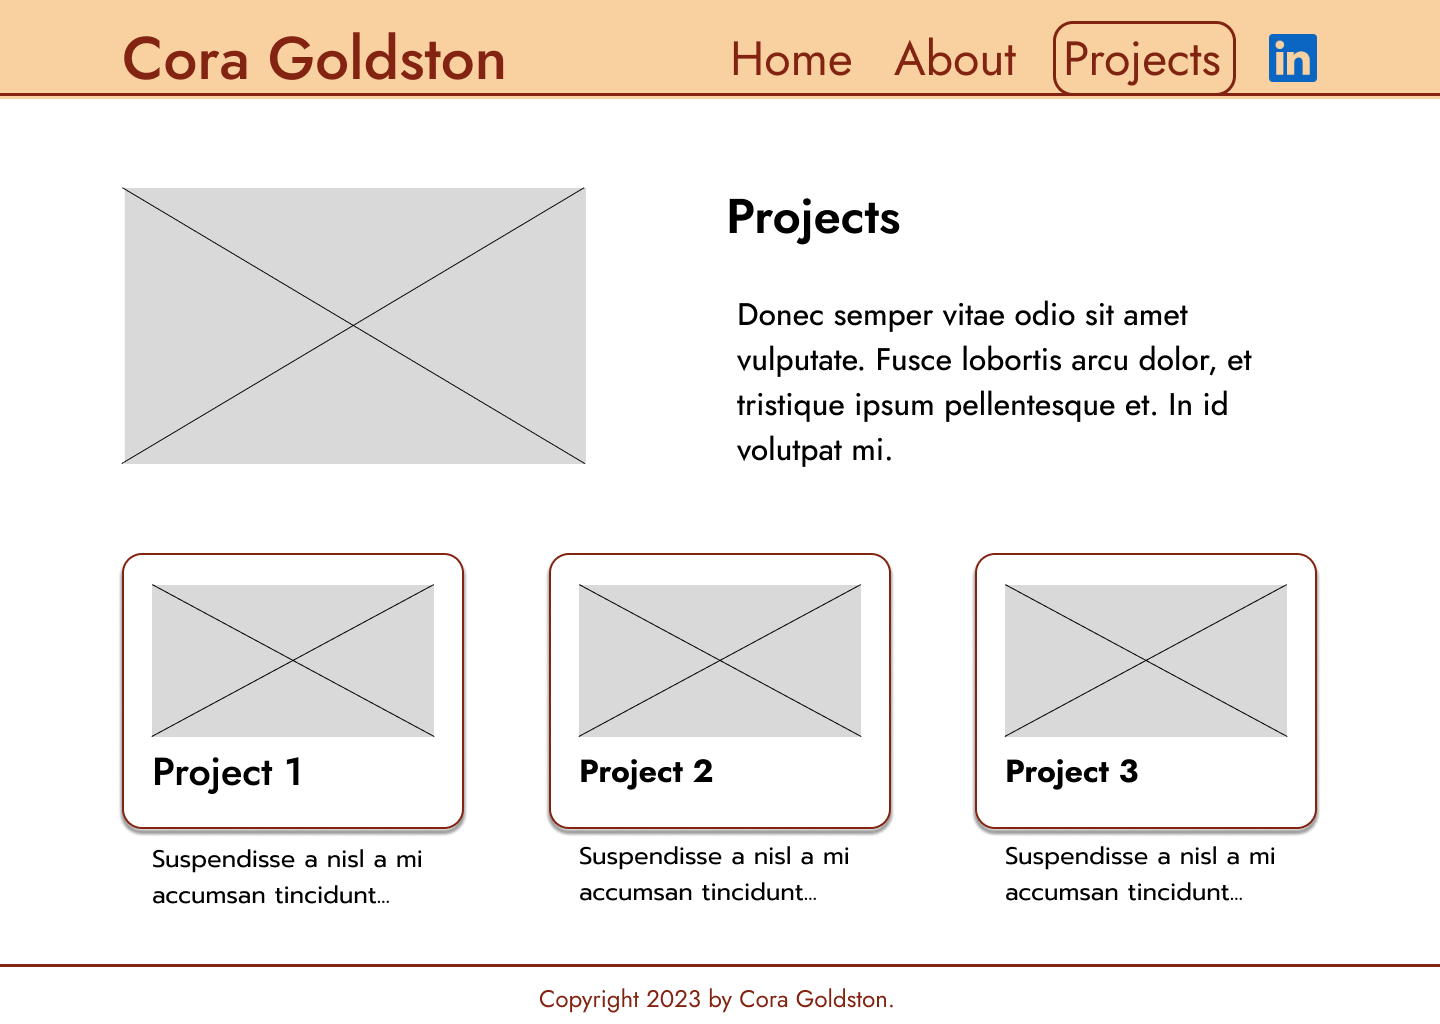 Cora Goldston
Home About Projects in
Projects
Donec semper vitae odio sit amet
vulputate. Fusce lobortis arcu dolor, et
tristique ipsum pellentesque et. In id
volutpat mi.
Project 1
Suspendisse a nisl a mi
accumsan tincidunt...
Project 2
Suspendisse a nisl a mi
accumsan tincidunt...
Project 3
Suspendisse a nisl a mi
accumsan tincidunt...
Copyright 2023 by Cora Goldston.